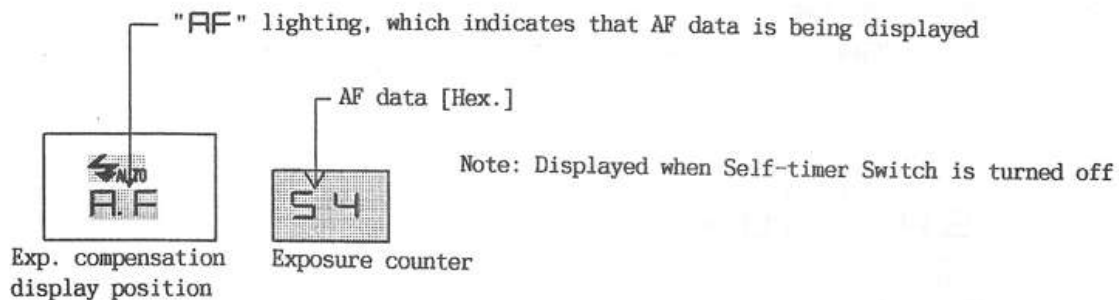 "AF" lighting, which indicates that AF data is being displayed
AF data [Hex.]
Note: Displayed when Self-timer Switch is turned off
AUTO
A.F
54
Exp. compensation
display position
Exposure counter